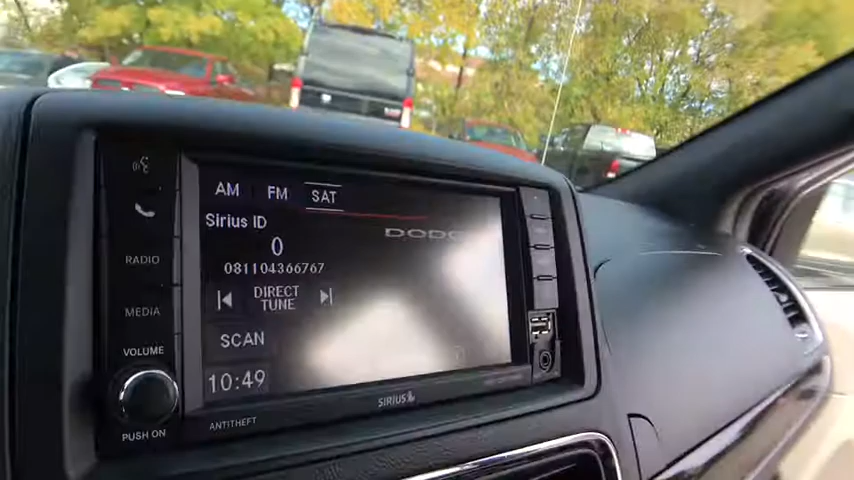 AM FM SAT
Sirius ID
0
DODGE
081104366767
DIRECT
TUNE
SCAN
10:49
RADIO
MEDIA
VOLUME
PUSH ON
ANTITHEFT
SIRIUS